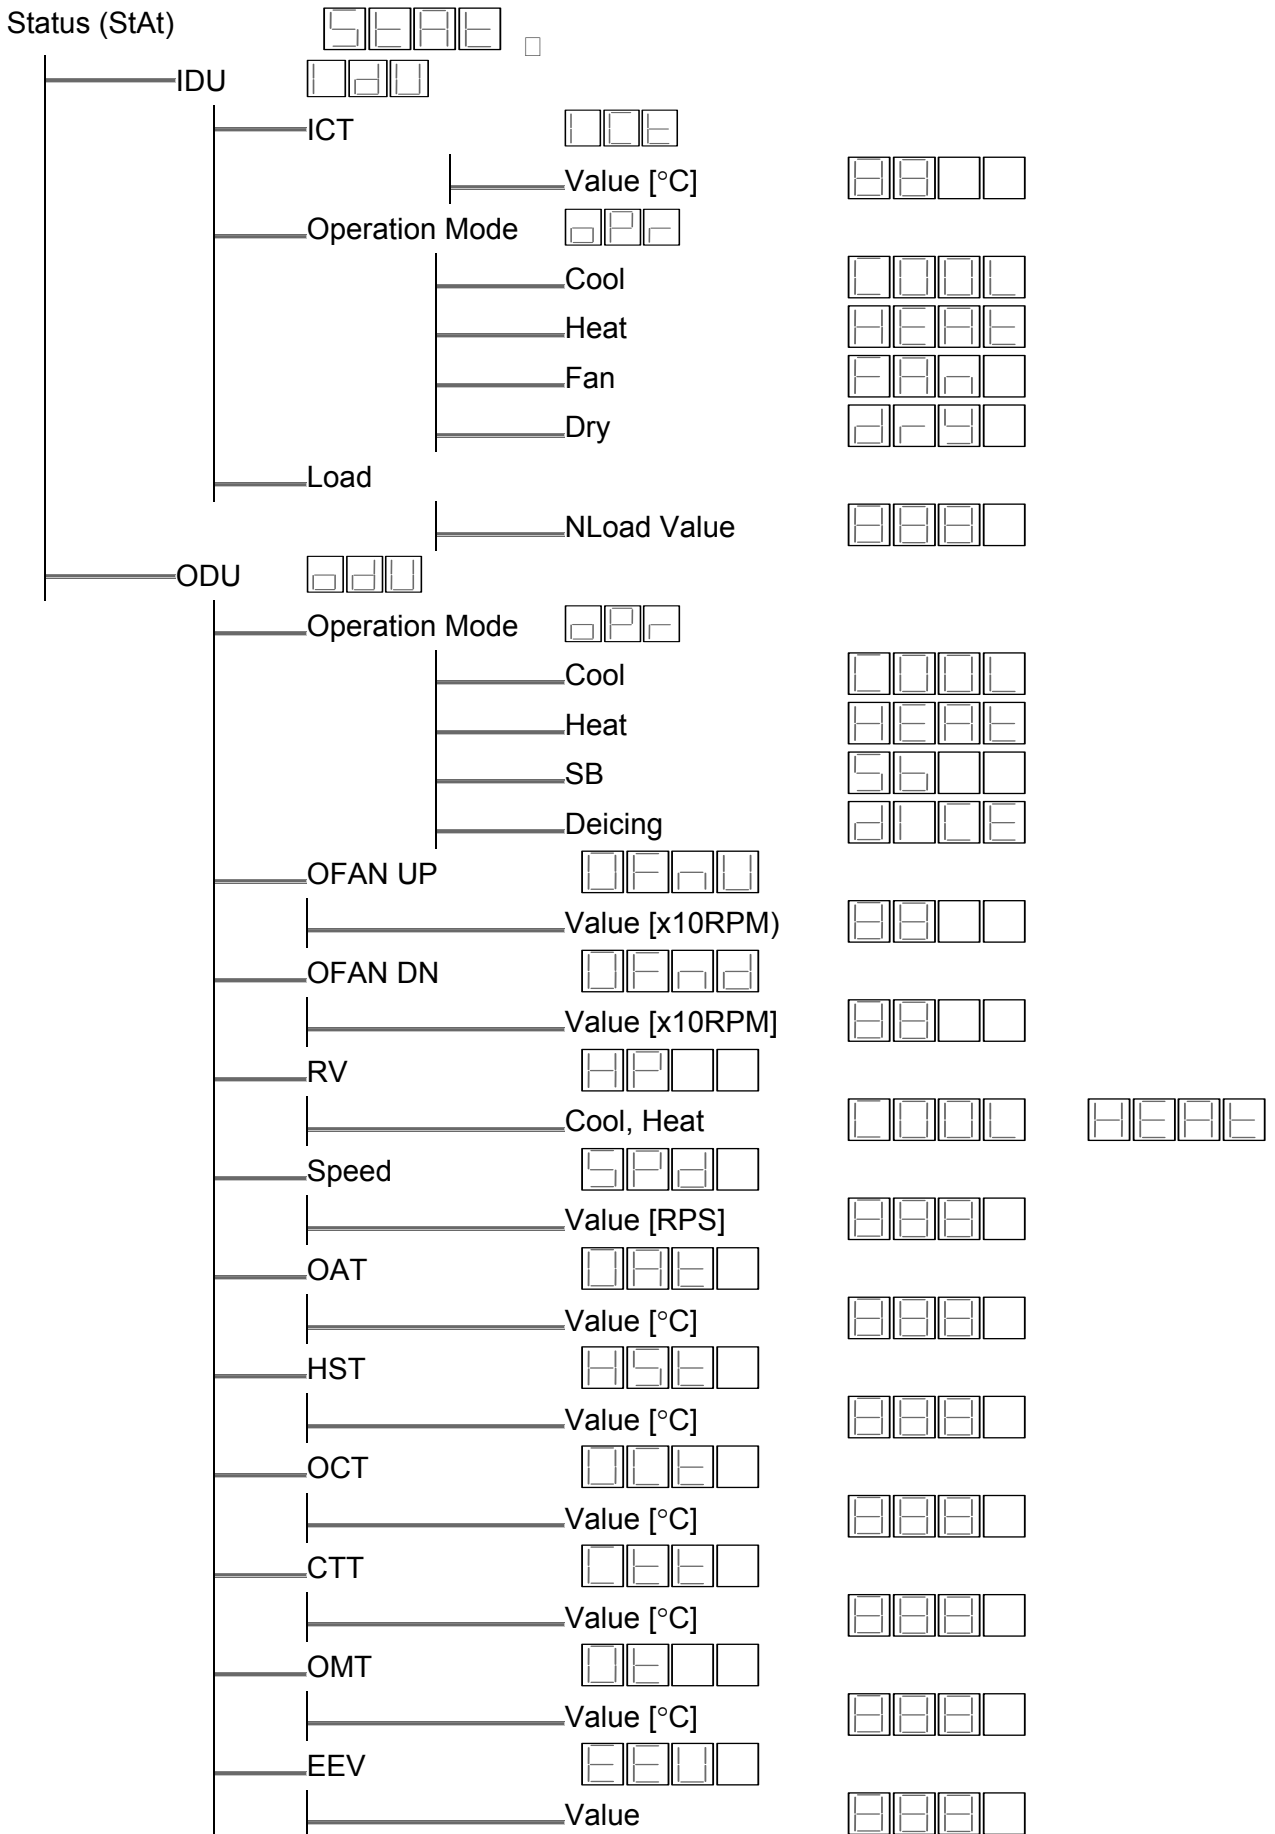 Status (StAt) StAt
IDU IdU
ICT ICt
Value [°C] 88
Operation Mode oPr
Cool COOL
Heat HEAt
Fan FAn
Dry drY
Load
NLoad Value 888
ODU odU
Operation Mode oPr
Cool COOL
Heat HEAt
SB Sb
Deicing dICE
OFAN UP OFnU
Value [x10RPM) 88
OFAN DN OFnd
Value [x10RPM] 88
RV HP
Cool, Heat COOL HEAt
Speed SPd
Value [RPS] 888
OAT OAt
Value [°C] 888
HST HSt
Value [°C] 888
OCT OCt
Value [°C] 888
CTT Ctt
Value [°C] 888
OMT Ot
Value [°C] 888
EEV EEU
Value 888